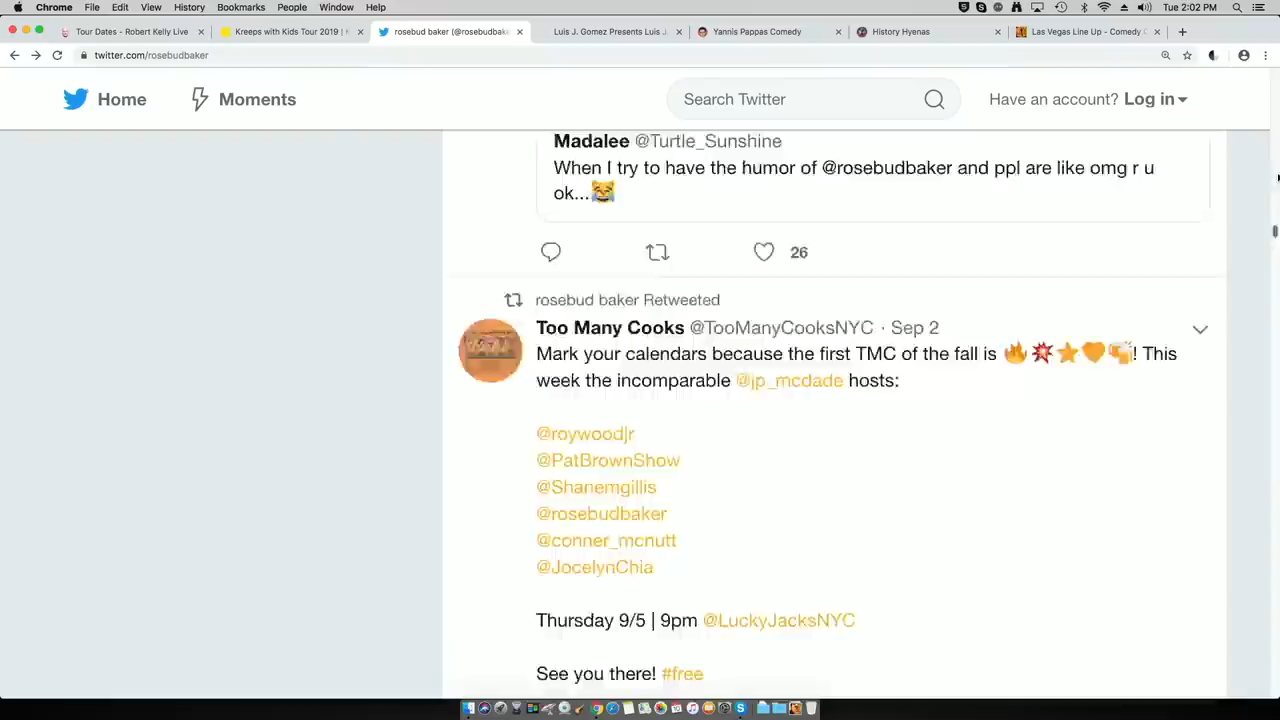 Chrome File Edit View History Bookmarks People Window Help Tue 2:02 PM
Tour Dates - Robert Kelly Live
Kreeps with Kids Tour 2019 |
rosebud baker (@rosebudbake
Luis J. Gomez Presents Luis J.
Yannis Pappas Comedy
History Hyenas
Las Vegas Line Up - Comedy C
twitter.com/rosebudbaker
Home
Moments
Search Twitter
Have an account? Log in
Madalee @Turtle_Sunshine
When I try to have the humor of @rosebudbaker and ppl are like omg r u
ok...😹
26
rosebud baker Retweeted
Too Many Cooks @TooManyCooksNYC · Sep 2
Mark your calendars because the first TMC of the fall is 🔥💥⭐🧡🍻! This
week the incomparable @jp_mcdade hosts:
@roywoodjr
@PatBrownShow
@Shanemgillis
@rosebudbaker
@conner_mcnutt
@JocelynChia
Thursday 9/5 | 9pm @LuckyJacksNYC
See you there! #free